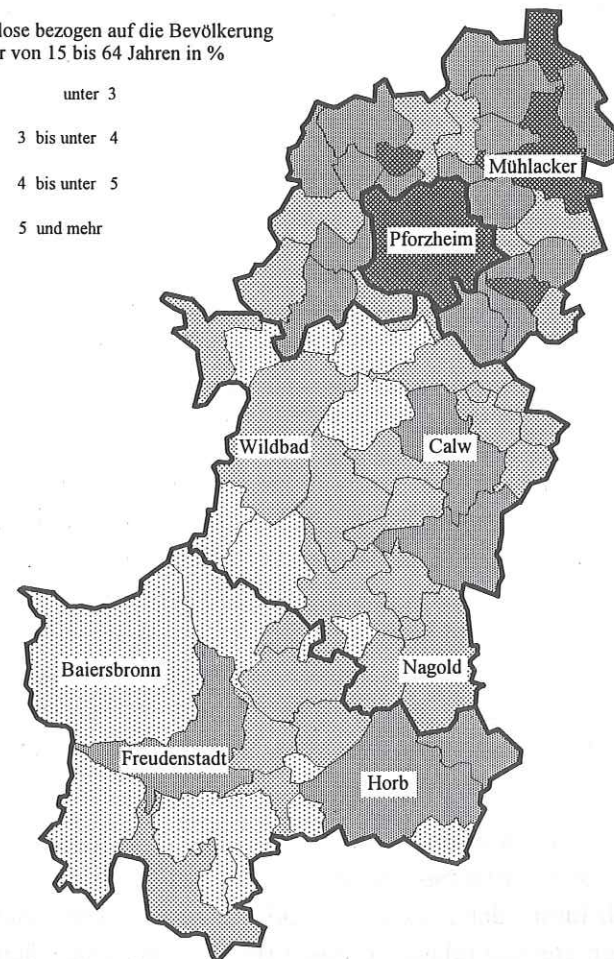 lose bezogen auf die Bevölkerung
r von 15 bis 64 Jahren in %
unter 3
3 bis unter 4
4 bis unter 5
5 und mehr
Mühlacker
Pforzheim
Wildbad
Calw
Baiersbronn
Nagold
Freudenstadt
Horb